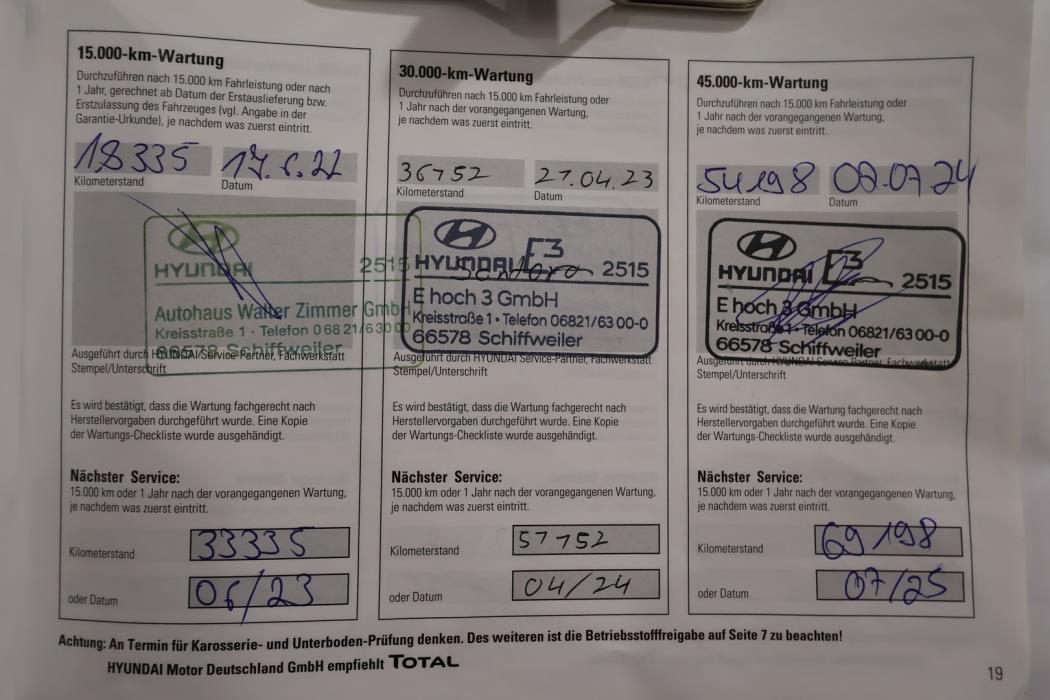 15.000-km-Wartung
Durchzuführen nach 15.000 km Fahrleistung oder nach
1 Jahr, gerechnet ab Datum der Erstauslieferung bzw.
Erstzulassung des Fahrzeuges (vgl. Angabe in der
Garantie-Urkunde), je nachdem was zuerst eintritt.
18335 17.6.22
Kilometerstand Datum
HYUNDAI 2515
Autohaus Walter Zimmer GmbH
Kreisstraße 1 · Telefon 06821/6300
66578 Schiffweiler
Ausgeführt durch HYUNDAI Service-Partner, Fachwerkstatt
Stempel/Unterschrift
Es wird bestätigt, dass die Wartung fachgerecht nach
Herstellervorgaben durchgeführt wurde. Eine Kopie
der Wartungs-Checkliste wurde ausgehändigt.
Nächster Service:
15.000 km oder 1 Jahr nach der vorangegangenen Wartung,
je nachdem was zuerst eintritt.
Kilometerstand 33335
oder Datum 06/23
30.000-km-Wartung
Durchzuführen nach 15.000 km Fahrleistung oder
1 Jahr nach der vorangegangenen Wartung,
je nachdem was zuerst eintritt.
36752 27.04.23
Kilometerstand Datum
HYUNDAI E3 2515
E hoch 3 GmbH
Kreisstraße 1 • Telefon 06821/63 00-0
66578 Schiffweiler
Ausgeführt durch HYUNDAI Service-Partner, Fachwerkstatt
Stempel/Unterschrift
Es wird bestätigt, dass die Wartung fachgerecht nach
Herstellervorgaben durchgeführt wurde. Eine Kopie
der Wartungs-Checkliste wurde ausgehändigt.
Nächster Service:
15.000 km oder 1 Jahr nach der vorangegangenen Wartung,
je nachdem was zuerst eintritt.
Kilometerstand 57752
oder Datum 04/24
45.000-km-Wartung
Durchzuführen nach 15.000 km Fahrleistung oder
1 Jahr nach der vorangegangenen Wartung,
je nachdem was zuerst eintritt.
54198 09.07.24
Kilometerstand Datum
HYUNDAI E3 2515
E hoch 3 GmbH
Kreisstraße 1 • Telefon 06821/63 00-0
66578 Schiffweiler
Ausgeführt durch HYUNDAI Service-Partner, Fachwerkstatt
Stempel/Unterschrift
Es wird bestätigt, dass die Wartung fachgerecht nach
Herstellervorgaben durchgeführt wurde. Eine Kopie
der Wartungs-Checkliste wurde ausgehändigt.
Nächster Service:
15.000 km oder 1 Jahr nach der vorangegangenen Wartung,
je nachdem was zuerst eintritt.
Kilometerstand 69198
oder Datum 07/25
Achtung: An Termin für Karosserie- und Unterboden-Prüfung denken. Des weiteren ist die Betriebsstofffreigabe auf Seite 7 zu beachten!
HYUNDAI Motor Deutschland GmbH empfiehlt TOTAL
19